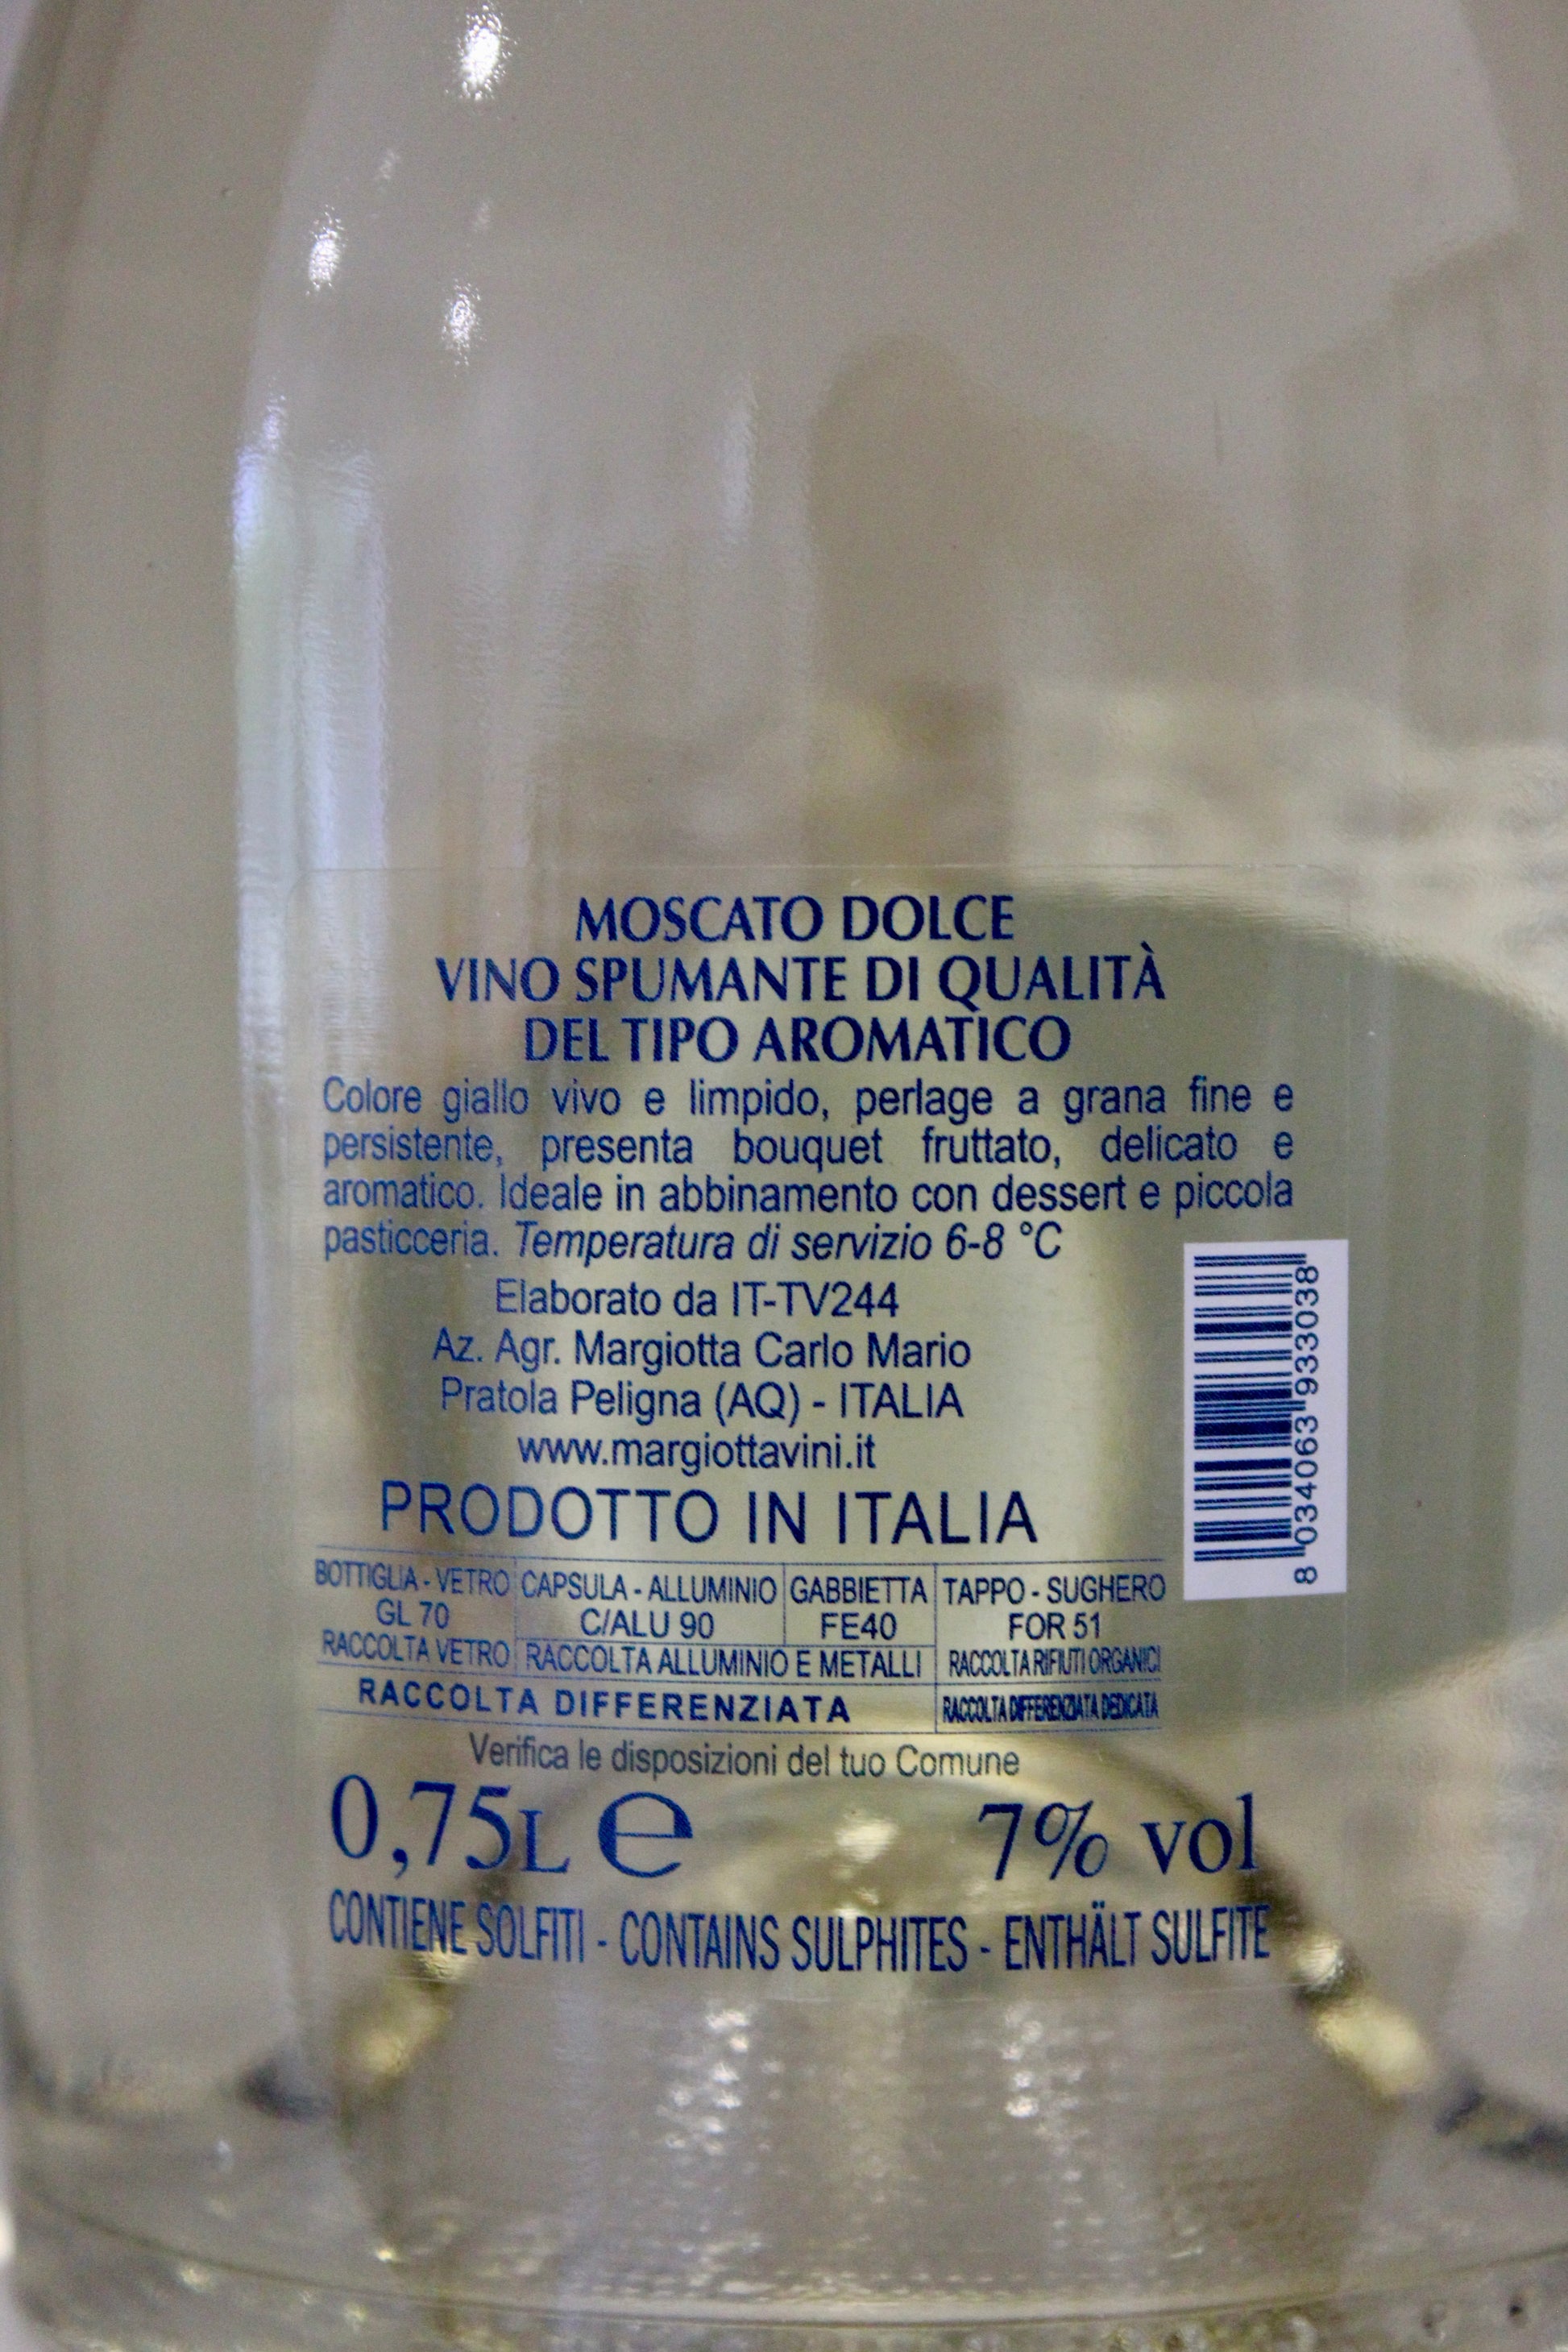 MOSCATO DOLCE
VINO SPUMANTE DI QUALITÀ
DEL TIPO AROMATICO
Colore giallo vivo e limpido, perlage a grana fine e
persistente, presenta bouquet fruttato, delicato e
aromatico. Ideale in abbinamento con dessert e piccola
pasticceria. Temperatura di servizio 6-8 °C
Elaborato da IT-TV244
Az. Agr. Margiotta Carlo Mario
Pratola Peligna (AQ) - ITALIA
www.margiottavini.it
PRODOTTO IN ITALIA
8 034063 933038
BOTTIGLIA - VETRO CAPSULA - ALLUMINIO GABBIETTA TAPPO - SUGHERO
GL 70 C/ALU 90 FE40 FOR 51
RACCOLTA VETRO RACCOLTA ALLUMINIO E METALLI RACCOLTA RIFIUTI ORGANICI
RACCOLTA DIFFERENZIATA RACCOLTA DIFFERENZIATA DEDICATA
Verifica le disposizioni del tuo Comune
0,75L e 7% vol
CONTIENE SOLFITI - CONTAINS SULPHITES - ENTHÄLT SULFITE